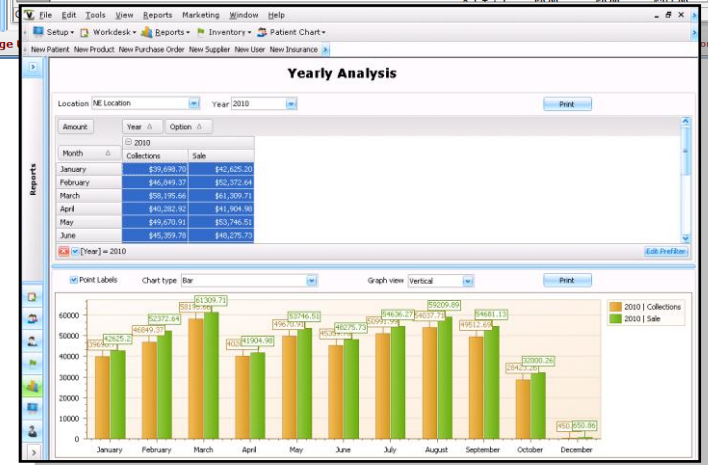 File Edit Tools View Reports Marketing Window Help
Setup Workdesk Reports Inventory Patient Chart
New Patient New Product New Purchase Order New Supplier New User New Insurance
Yearly Analysis
Location NE Location Year 2010 Print
Amount Year Option
2010
Month Collections Sale
January $39,698.70 $42,625.20
February $46,849.37 $52,372.64
March $58,195.66 $61,309.71
April $40,282.92 $41,904.98
May $49,670.91 $53,746.51
June $45,359.78 $48,275.73
[Year] = 2010 Edit Prefilter
Reports
Point Labels Chart type Bar Graph view Vertical Print
2010 | Collections
2010 | Sale
60000
50000
40000
30000
20000
10000
0
42625.2
46849.37 52372.64
61309.71
41904.98
49670.91 53746.51
48275.73
54636.27
54037.71 59209.89
49512.69 54681.13
32000.26
650.86
January February March April May June July August September October December